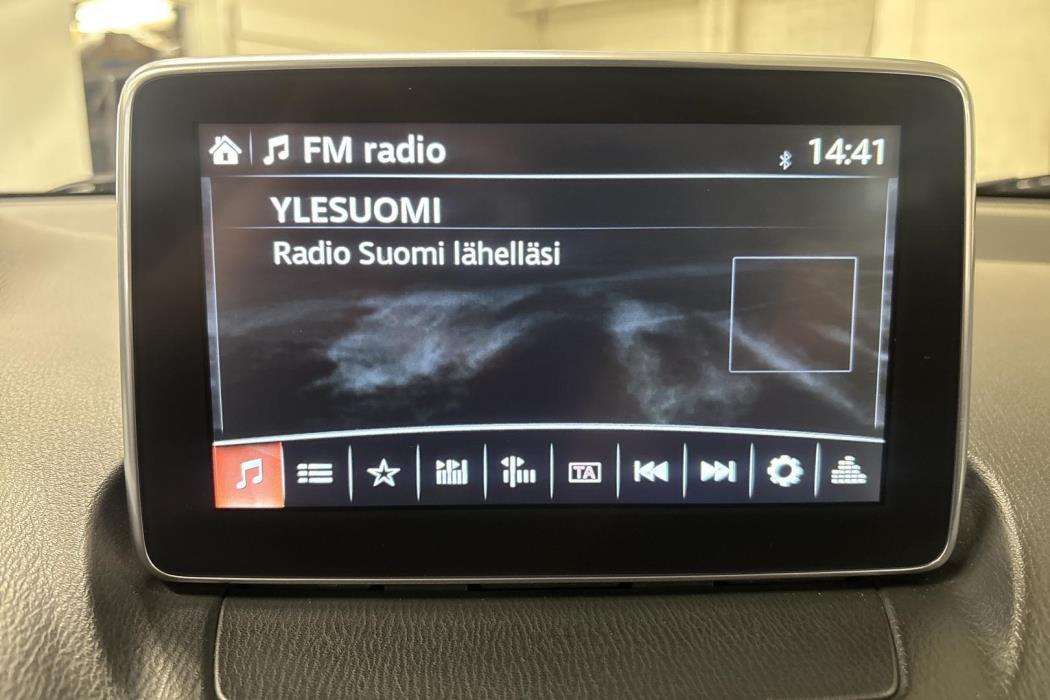 FM radio
14:41
YLESUOMI
Radio Suomi lähelläsi
TA